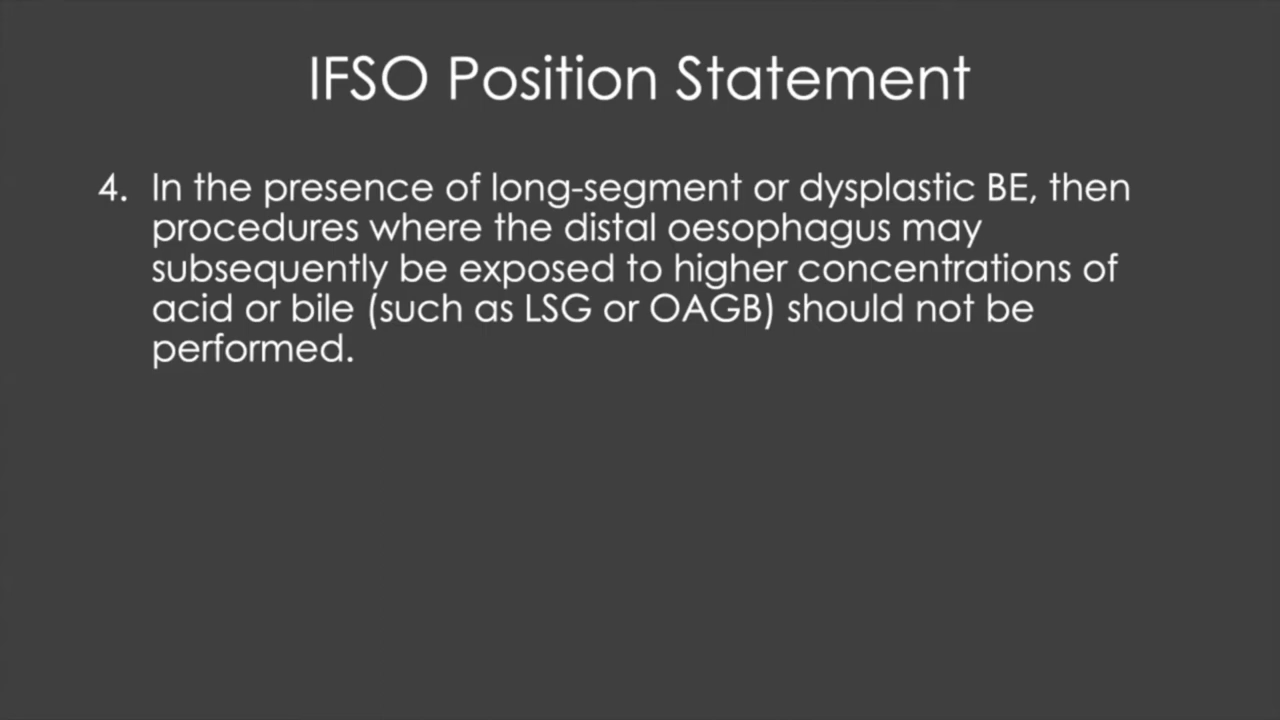 IFSO Position Statement
4. In the presence of long-segment or dysplastic BE, then
procedures where the distal oesophagus may
subsequently be exposed to higher concentrations of
acid or bile (such as LSG or OAGB) should not be
performed.